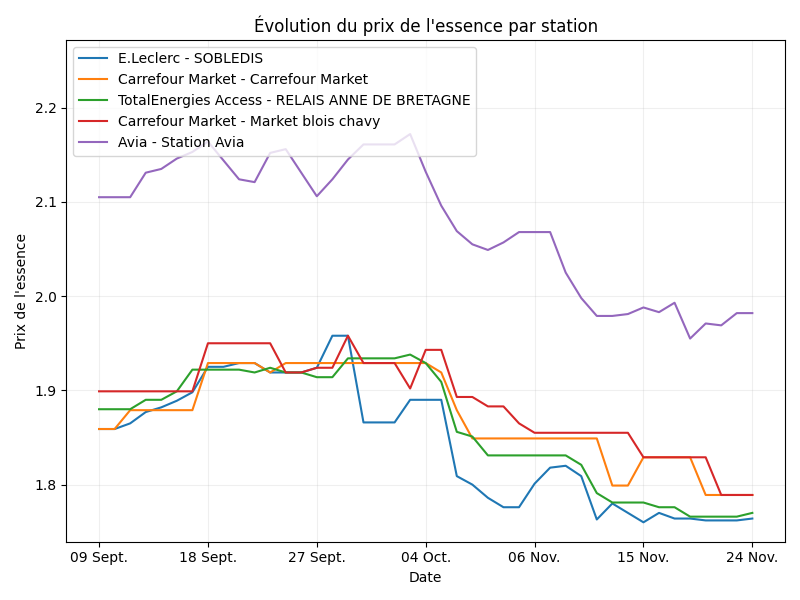 Évolution du prix de l'essence par station
E.Leclerc - SOBLEDIS
Carrefour Market - Carrefour Market
TotalEnergies Access - RELAIS ANNE DE BRETAGNE
Carrefour Market - Market blois chavy
Avia - Station Avia
Prix de l'essence
2.2
2.1
2.0
1.9
1.8
09 Sept.
18 Sept.
27 Sept.
04 Oct.
06 Nov.
15 Nov.
24 Nov.
Date